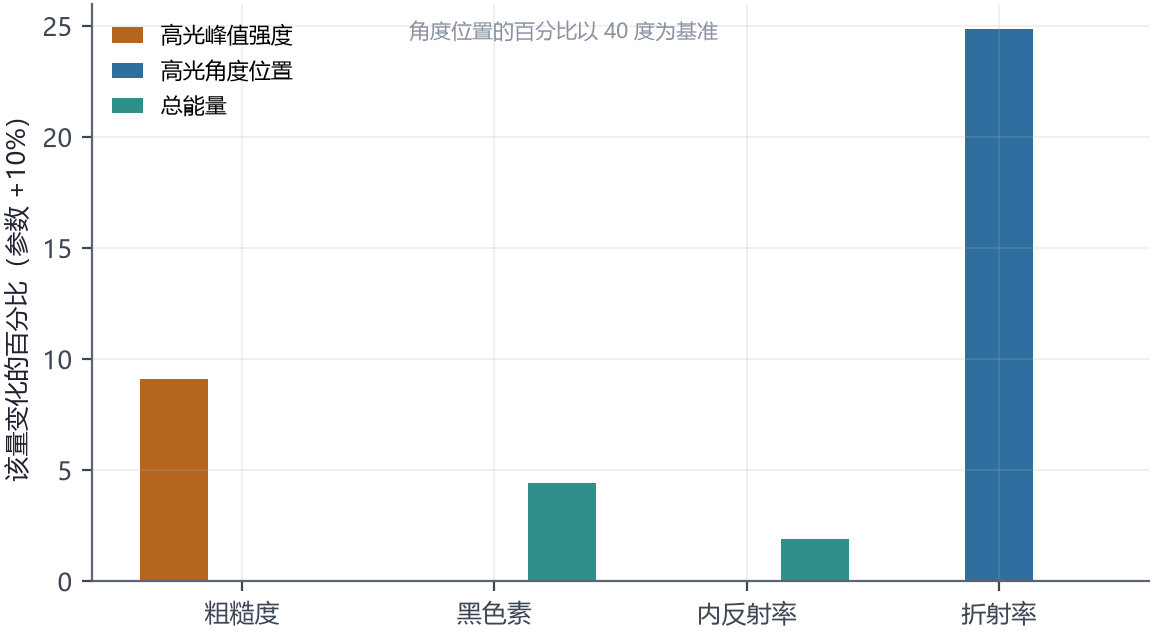 角度位置的百分比以 40 度为基准
高光峰值强度
高光角度位置
总能量
该量变化的百分比（参数 +10%）
25
20
15
10
5
0
粗糙度
黑色素
内反射率
折射率